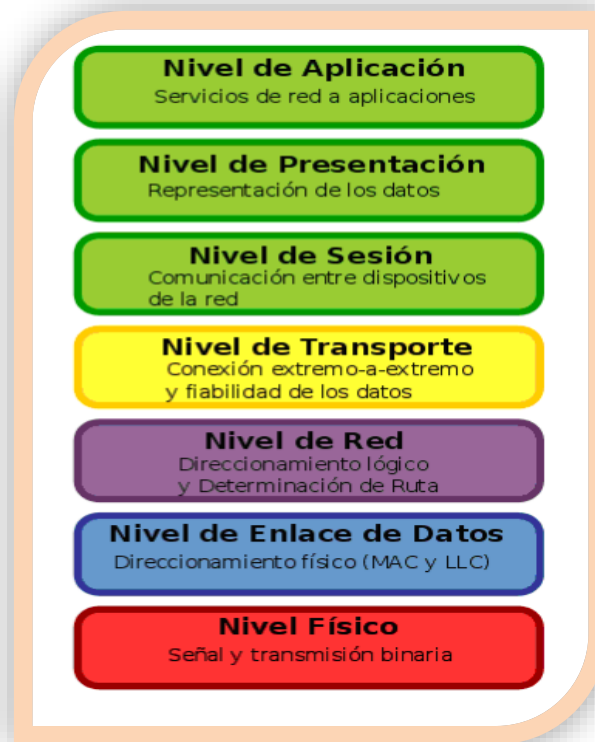 Nivel de Aplicación
Servicios de red a aplicaciones
Nivel de Presentación
Representación de los datos
Nivel de Sesión
Comunicación entre dispositivos
de la red
Nivel de Transporte
Conexión extremo-a-extremo
y fiabilidad de los datos
Nivel de Red
Direccionamiento lógico
y Determinación de Ruta
Nivel de Enlace de Datos
Direccionamiento físico (MAC y LLC)
Nivel Físico
Señal y transmisión binaria